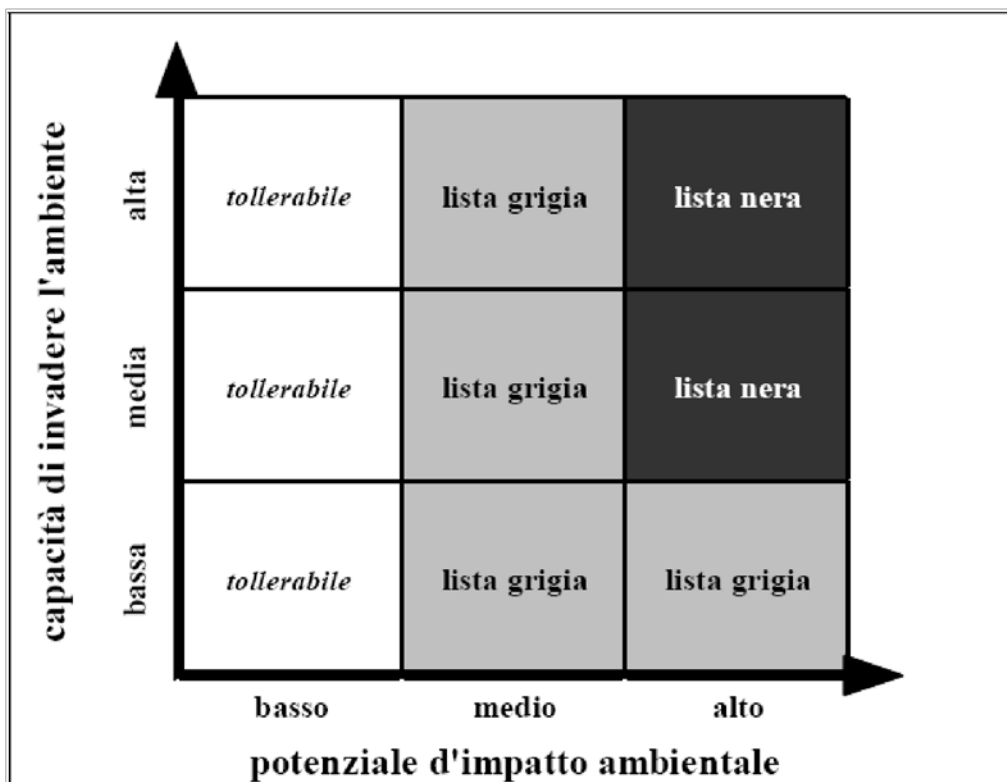 capacità di invadere l'ambiente
alta
tollerabile
lista grigia
lista nera
media
tollerabile
lista grigia
lista nera
bassa
tollerabile
lista grigia
lista grigia
basso
medio
alto
potenziale d'impatto ambientale